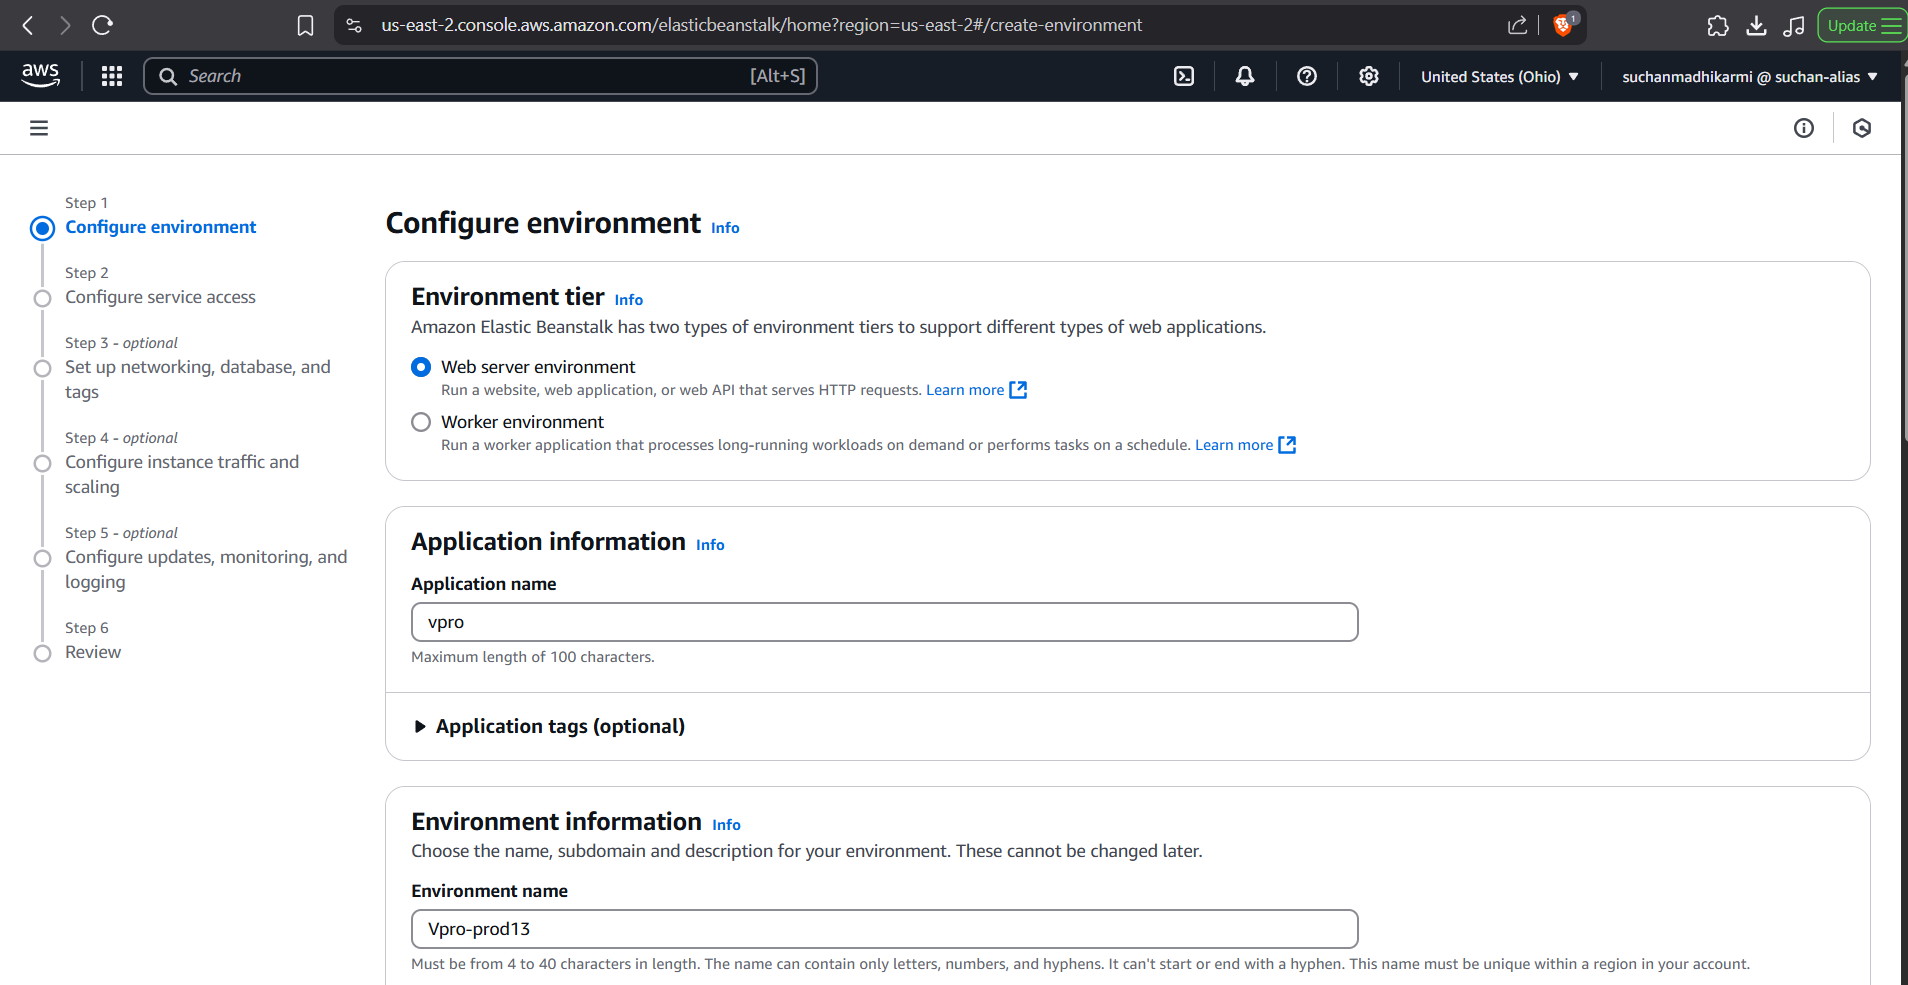 us-east-2.console.aws.amazon.com/elasticbeanstalk/home?region=us-east-2#/create-environment
1
Update
aws
Search
[Alt+S]
United States (Ohio)
suchanmadhikarmi @ suchan-alias
Step 1
Configure environment
Step 2
Configure service access
Step 3 - optional
Set up networking, database, and
tags
Step 4 - optional
Configure instance traffic and
scaling
Step 5 - optional
Configure updates, monitoring, and
logging
Step 6
Review
Configure environment Info
Environment tier Info
Amazon Elastic Beanstalk has two types of environment tiers to support different types of web applications.
Web server environment
Run a website, web application, or web API that serves HTTP requests. Learn more
Worker environment
Run a worker application that processes long-running workloads on demand or performs tasks on a schedule. Learn more
Application information Info
Application name
vpro
Maximum length of 100 characters.
Application tags (optional)
Environment information Info
Choose the name, subdomain and description for your environment. These cannot be changed later.
Environment name
Vpro-prod13
Must be from 4 to 40 characters in length. The name can contain only letters, numbers, and hyphens. It can't start or end with a hyphen. This name must be unique within a region in your account.